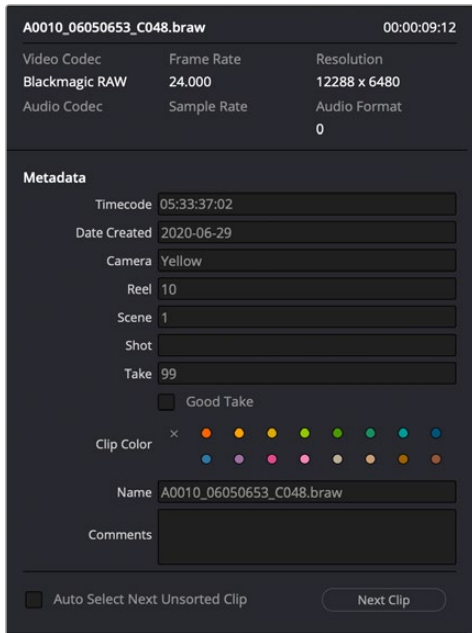 A0010_06050653_C048.braw 00:00:09:12
Video Codec Frame Rate Resolution
Blackmagic RAW 24.000 12288 x 6480
Audio Codec Sample Rate Audio Format
0
Metadata
Timecode 05:33:37:02
Date Created 2020-06-29
Camera Yellow
Reel 10
Scene 1
Shot
Take 99
Good Take
Clip Color
Name A0010_06050653_C048.braw
Comments
Auto Select Next Unsorted Clip Next Clip